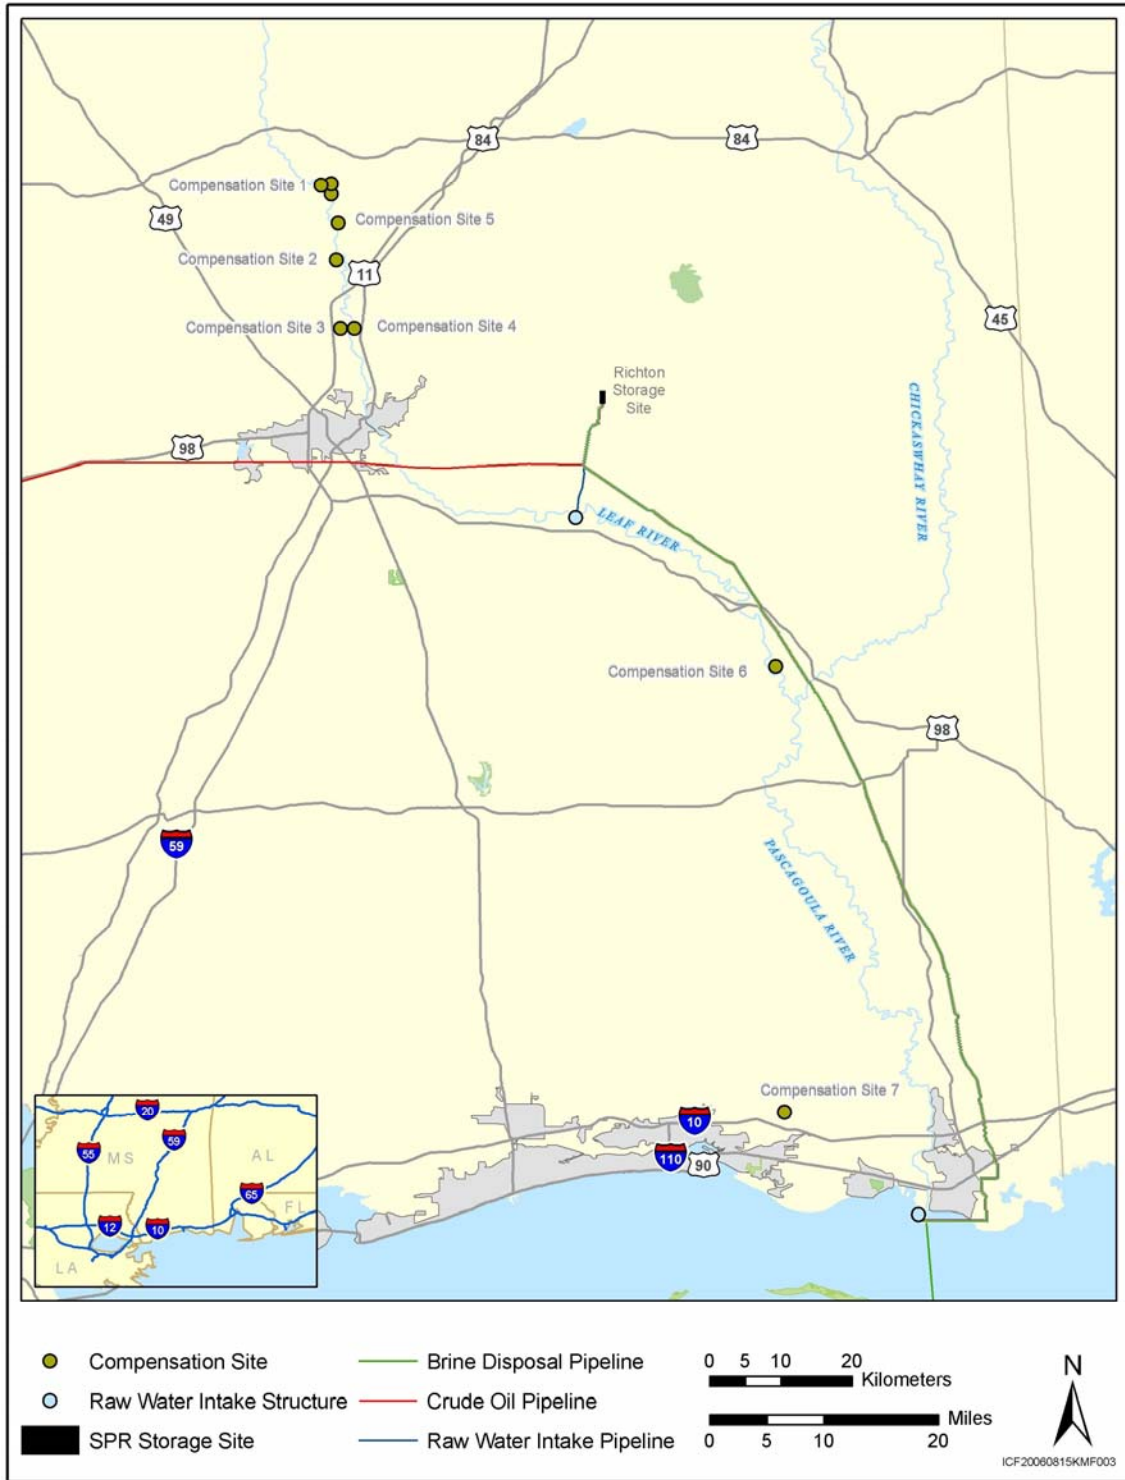 84
84
Compensation Site 1
49
Compensation Site 5
Compensation Site 2
11
45
Compensation Site 3
Compensation Site 4
Richton
Storage
Site
CHICKASWHAY RIVER
98
LEAF RIVER
Compensation Site 6
98
59
PASCAGOULA RIVER
Compensation Site 7
10
110
90
20
55
59
MS
AL
65
FL
12
10
LA
Compensation Site
Brine Disposal Pipeline
0 5 10 20
Kilometers
N
Raw Water Intake Structure
Crude Oil Pipeline
Miles
SPR Storage Site
Raw Water Intake Pipeline
0 5 10 20
ICF20060815KMF003